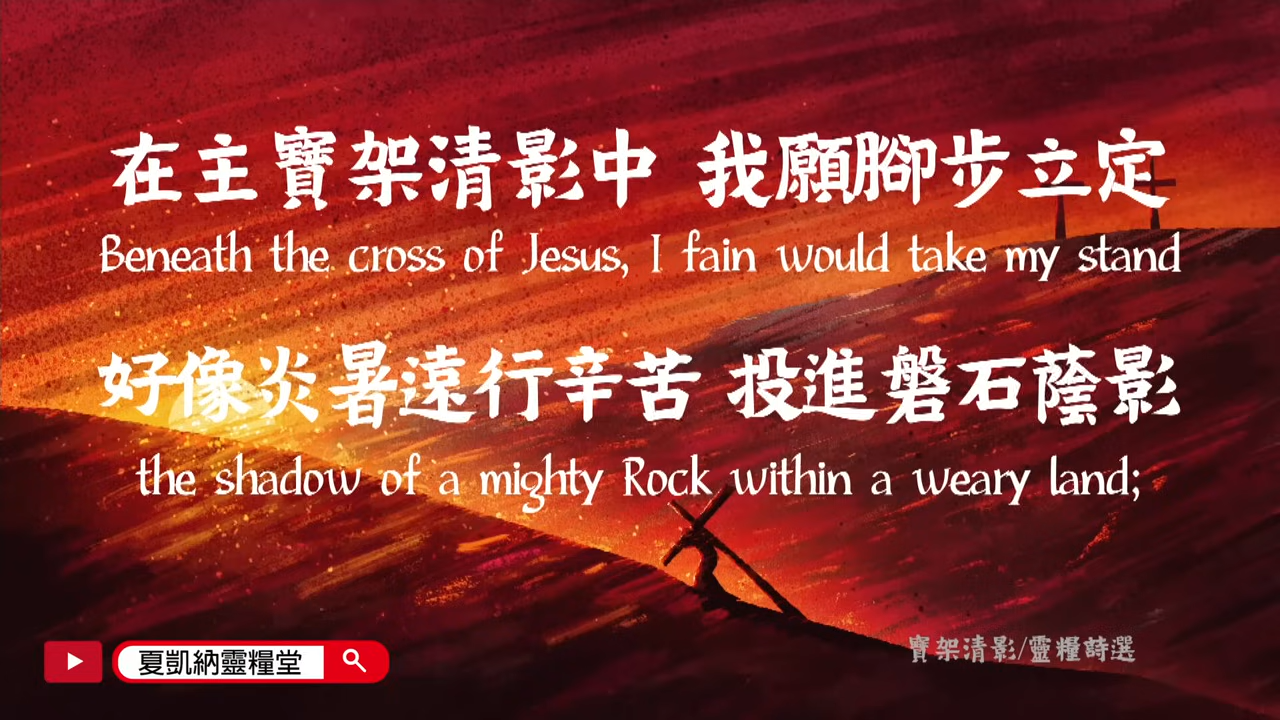 在主寶架清影中 我願腳步立定
Beneath the cross of Jesus, I fain would take my stand
好像炎暑遠行辛苦 投進磐石蔭影
the shadow of a mighty Rock within a weary land;
寶架清影/靈糧詩選
夏凱納靈糧堂